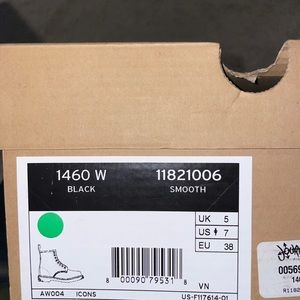 1460 W 11821006
BLACK SMOOTH
UK 5
US 7
EU 38
8 00090 79531 8
VN
AW004 ICONS US-F117614-01
00569